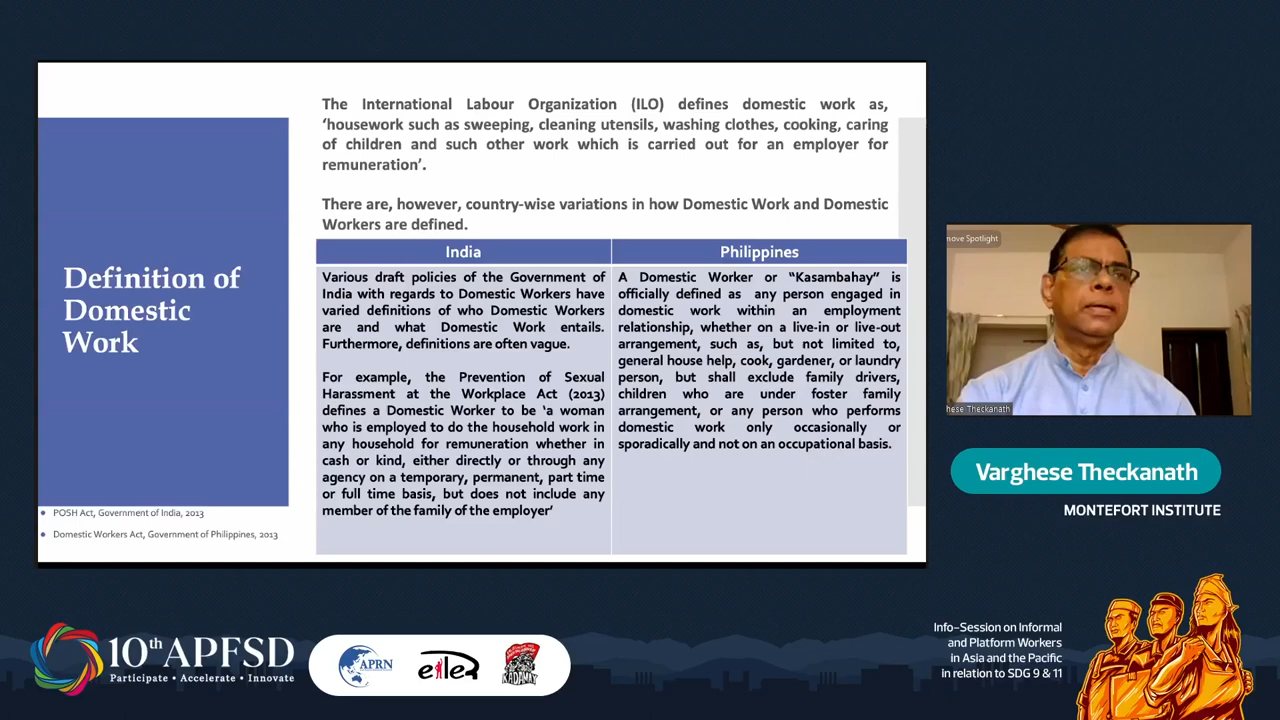 The International Labour Organization (ILO) defines domestic work as,
‘housework such as sweeping, cleaning utensils, washing clothes, cooking, caring
of children and such other work which is carried out for an employer for
remuneration’.
There are, however, country-wise variations in how Domestic Work and Domestic
Workers are defined.
Definition of
Domestic
Work
India
Various draft policies of the Government of
India with regards to Domestic Workers have
varied definitions of who Domestic Workers
are and what Domestic Work entails.
Furthermore, definitions are often vague.
For example, the Prevention of Sexual
Harassment at the Workplace Act (2013)
defines a Domestic Worker to be ‘a woman
who is employed to do the household work in
any household for remuneration whether in
cash or kind, either directly or through any
agency on a temporary, permanent, part time
or full time basis, but does not include any
member of the family of the employer’
Philippines
A Domestic Worker or “Kasambahay” is
officially defined as any person engaged in
domestic work within an employment
relationship, whether on a live-in or live-out
arrangement, such as, but not limited to,
general house help, cook, gardener, or laundry
person, but shall exclude family drivers,
children who are under foster family
arrangement, or any person who performs
domestic work only occasionally or
sporadically and not on an occupational basis.
• POSH Act, Government of India, 2013
• Domestic Workers Act, Government of Philippines, 2013
move Spotlight
hese Theckanath
Varghese Theckanath
MONTEFORT INSTITUTE
10th APFSD
Participate • Accelerate • Innovate
APRN
eiler
KADAMAY
Info-Session on Informal
and Platform Workers
in Asia and the Pacific
in relation to SDG 9 & 11